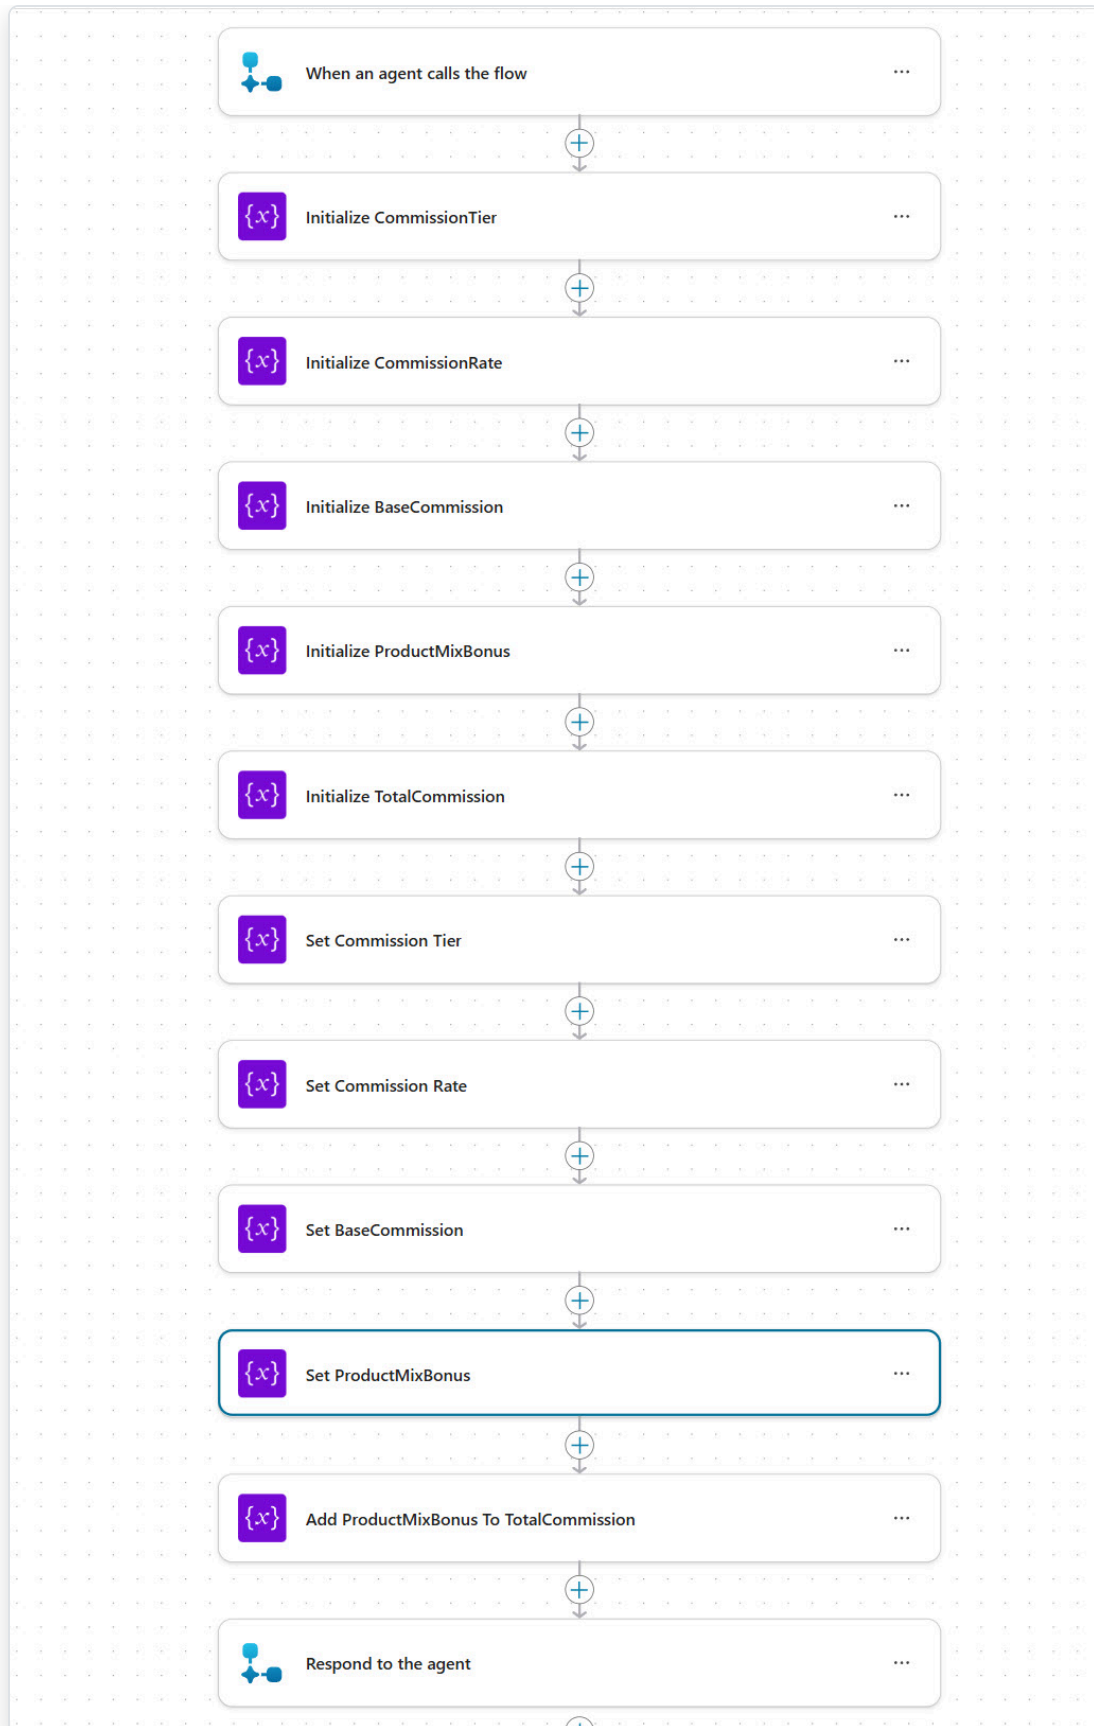 When an agent calls the flow
{x} Initialize CommissionTier
{x} Initialize CommissionRate
{x} Initialize BaseCommission
{x} Initialize ProductMixBonus
{x} Initialize TotalCommission
{x} Set Commission Tier
{x} Set Commission Rate
{x} Set BaseCommission
{x} Set ProductMixBonus
{x} Add ProductMixBonus To TotalCommission
Respond to the agent